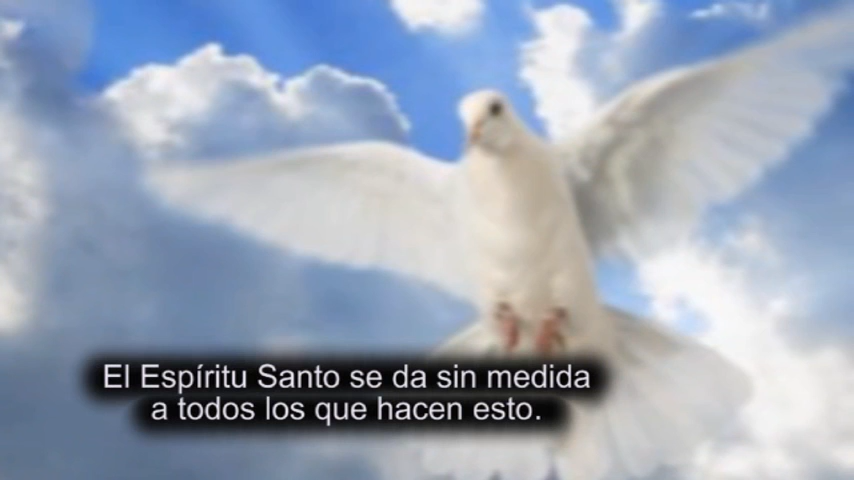 El Espíritu Santo se da sin medida
a todos los que hacen esto.